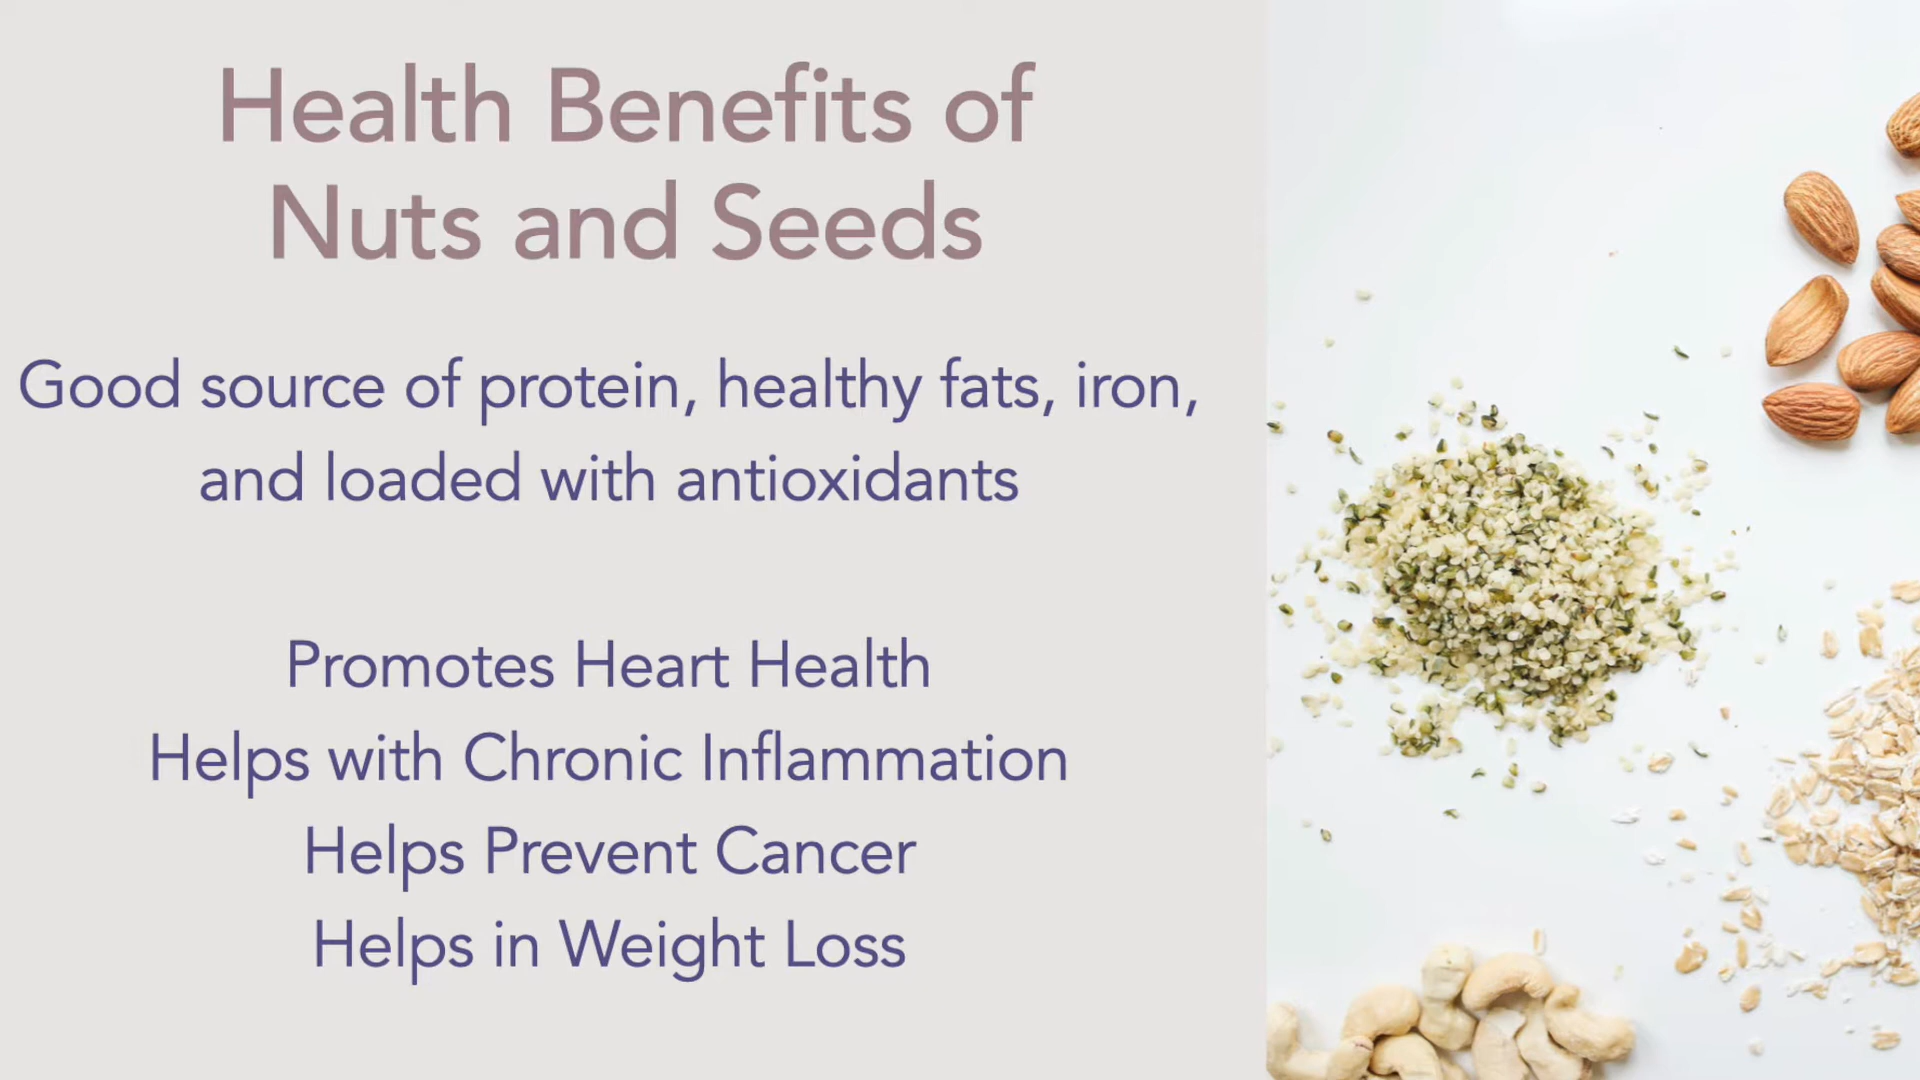 Health Benefits of
Nuts and Seeds
Good source of protein, healthy fats, iron,
and loaded with antioxidants
Promotes Heart Health
Helps with Chronic Inflammation
Helps Prevent Cancer
Helps in Weight Loss